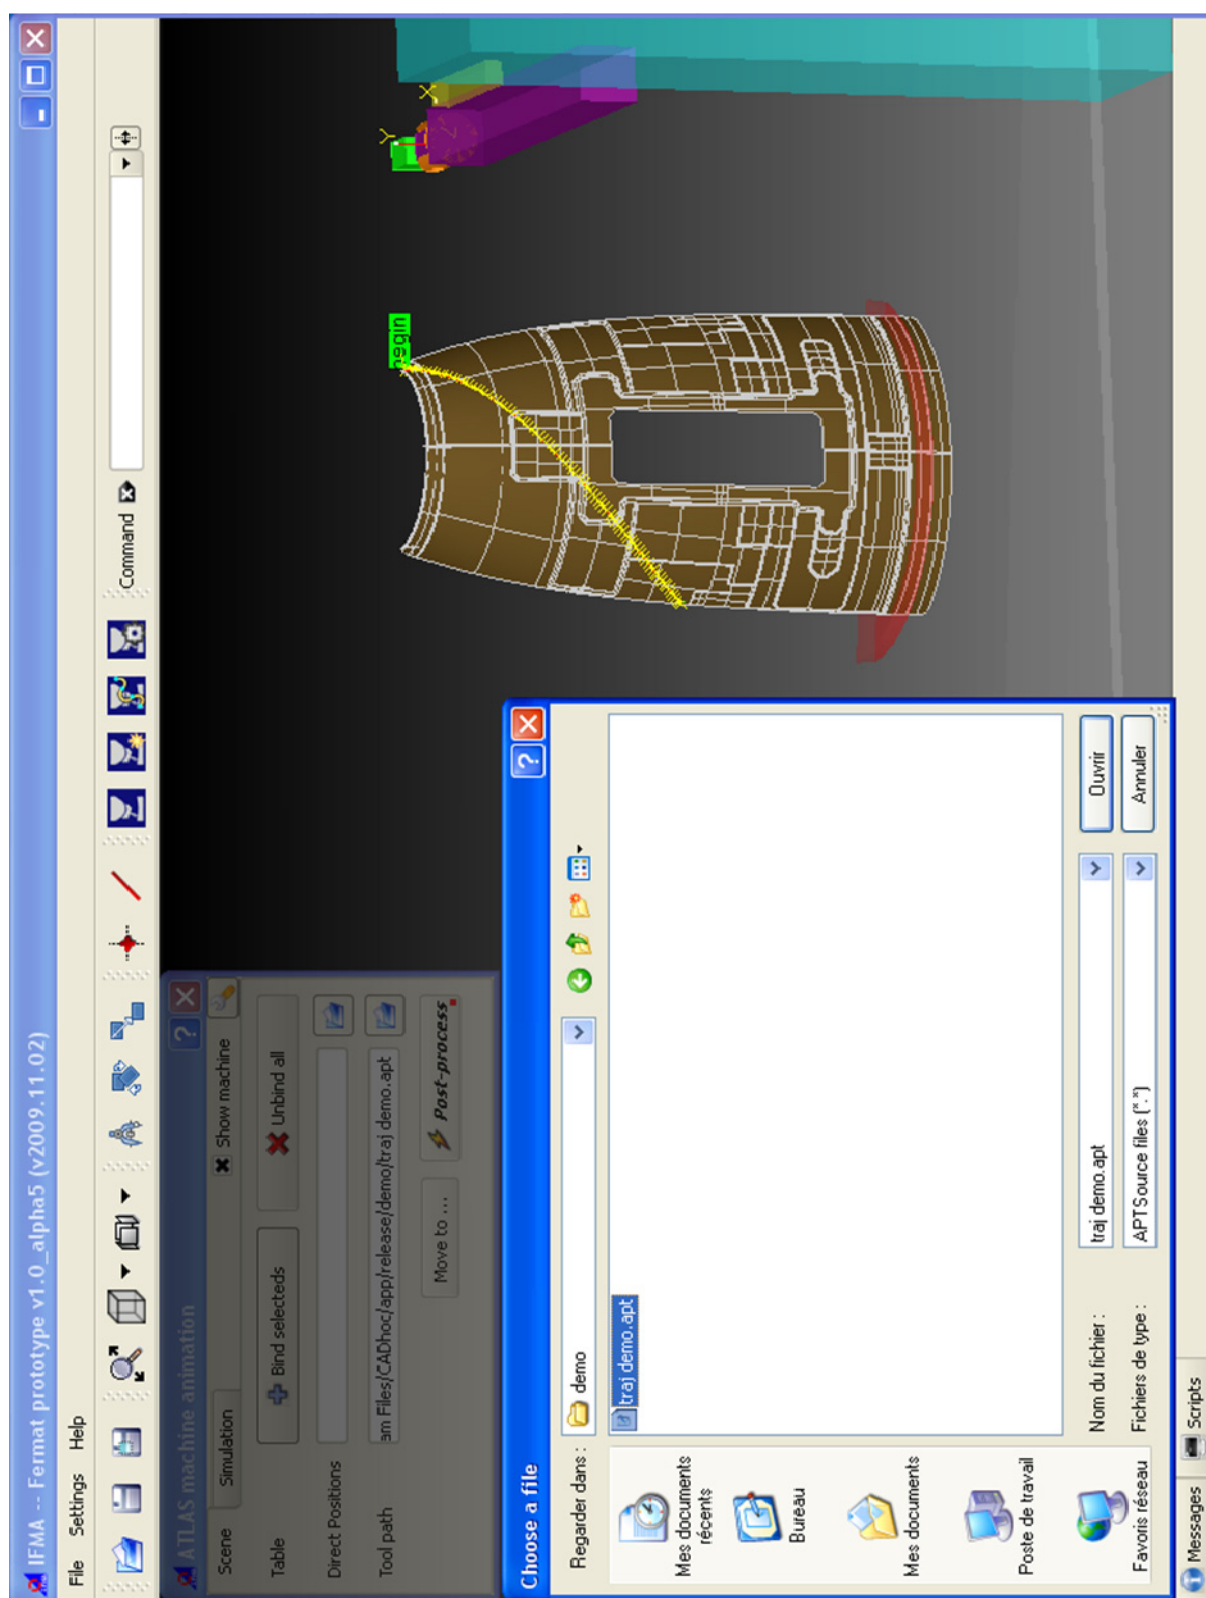 IFMA -- Fermat prototype v1.0_alpha5 (v2009.11.02)
File Settings Help
Command
ATLAS machine animation
Scene Simulation Show machine
Table Bind selecteds Unbind all
Direct Positions
Tool path am Files/CADhoc/app/release/demo/traj demo.apt
Move to ... Post-process
begin
Y
X
Choose a file
Regarder dans : demo
traj demo.apt
Mes documents
récents
Bureau
Mes documents
Poste de travail
Favoris réseau
Nom du fichier : traj demo.apt Ouvrir
Fichiers de type : APTSource files (*.*) Annuler
Messages Scripts